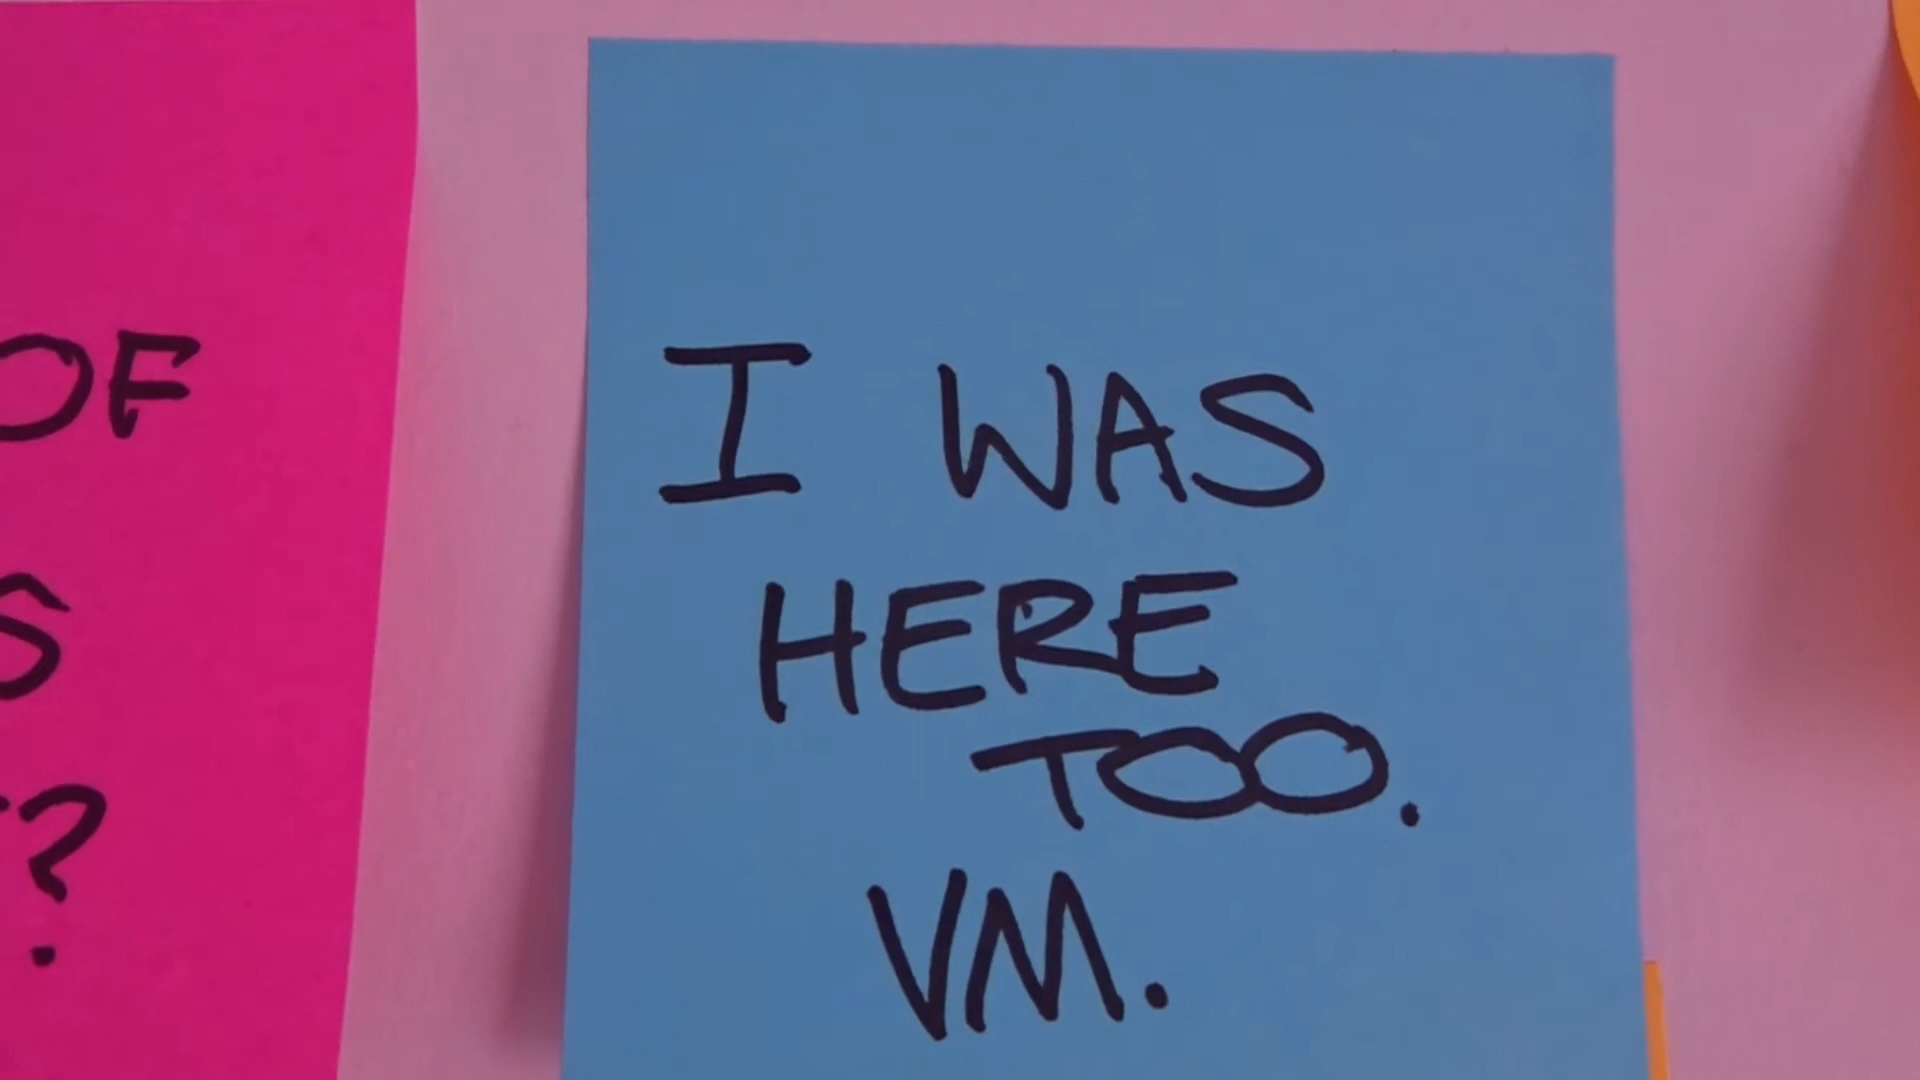 OF
S
?
I WAS
HERE
TOO.
VM.